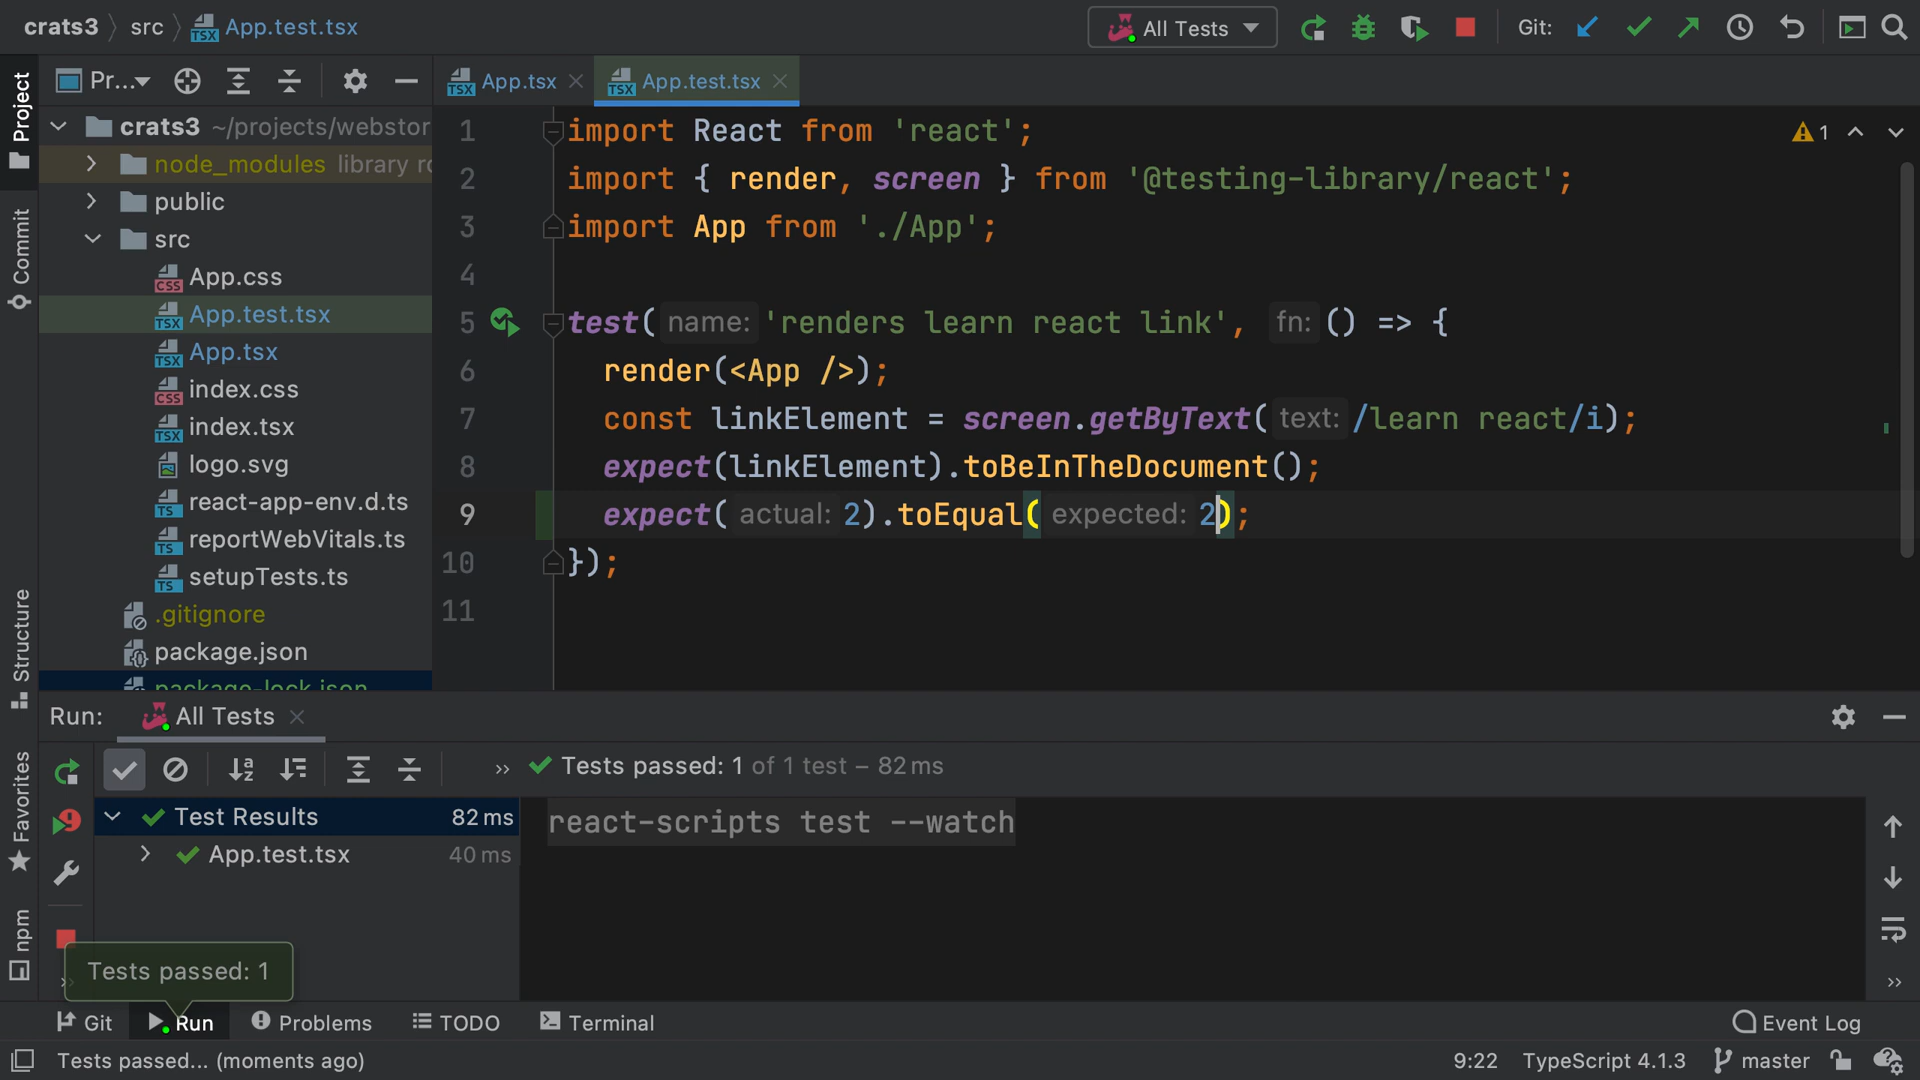 crats3 src App.test.tsx
All Tests
Git:
Project
Commit
Structure
Favorites
npm
Pr...
crats3 ~/projects/webstor
node_modules library ro
public
src
App.css
App.test.tsx
App.tsx
index.css
index.tsx
logo.svg
react-app-env.d.ts
reportWebVitals.ts
setupTests.ts
.gitignore
package.json
package-lock.json
App.tsx App.test.tsx
1
1 import React from 'react';
2 import { render, screen } from '@testing-library/react';
3 import App from './App';
4
5 test( name: 'renders learn react link', fn: () => {
6 render(<App />);
7 const linkElement = screen.getByText( text: /learn react/i);
8 expect(linkElement).toBeInTheDocument();
9 expect( actual: 2).toEqual( expected: 2);
10 });
11
Run: All Tests
» ✓ Tests passed: 1 of 1 test – 82 ms
Test Results 82 ms
App.test.tsx 40 ms
react-scripts test --watch
Tests passed: 1
Git Run Problems TODO Terminal Event Log
Tests passed... (moments ago) 9:22 TypeScript 4.1.3 master